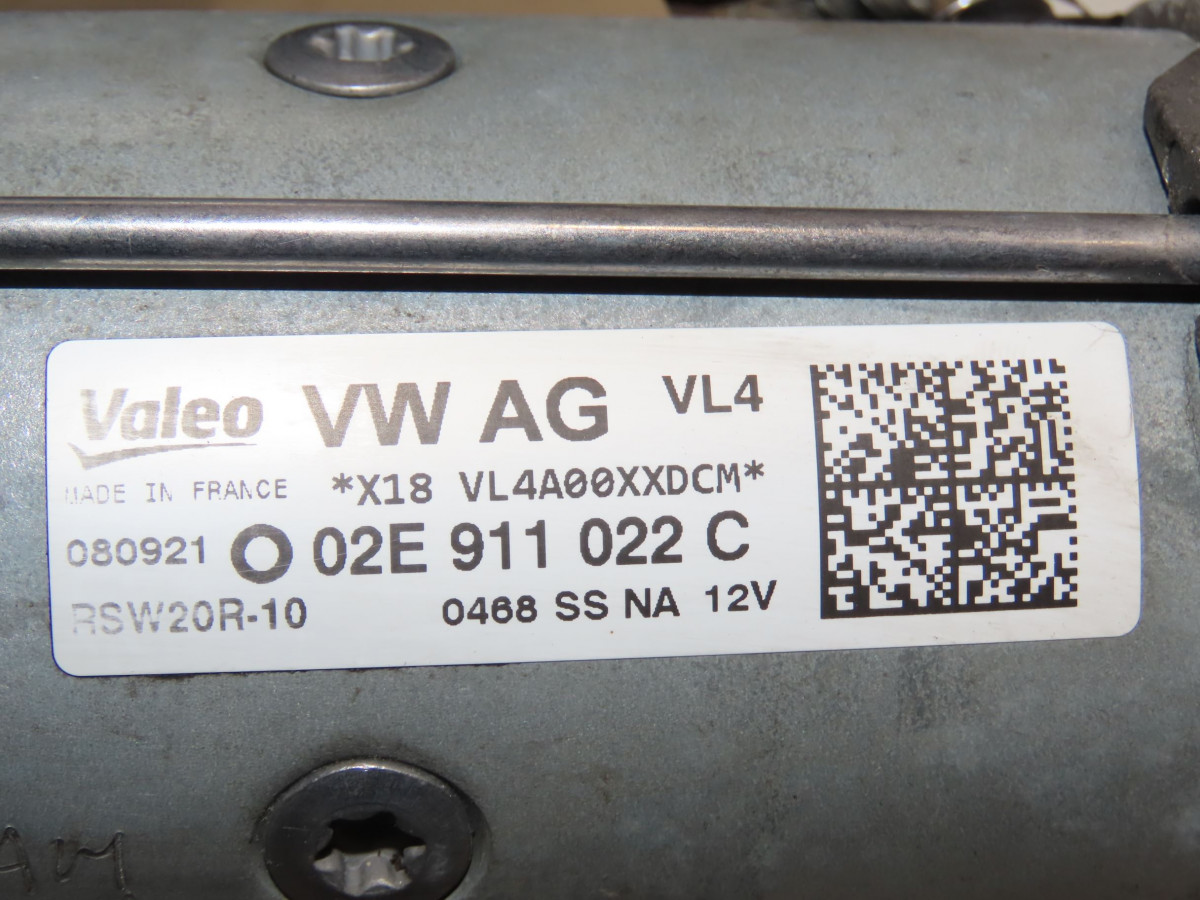 Valeo VW AG VL4
MADE IN FRANCE *X18 VL4A00XXDCM*
080921 02E 911 022 C
RSW20R-10 0468 SS NA 12V